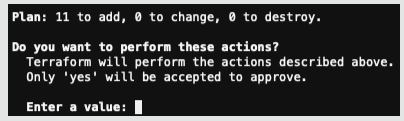 Plan: 11 to add, 0 to change, 0 to destroy.
Do you want to perform these actions?
Terraform will perform the actions described above.
Only 'yes' will be accepted to approve.
Enter a value: